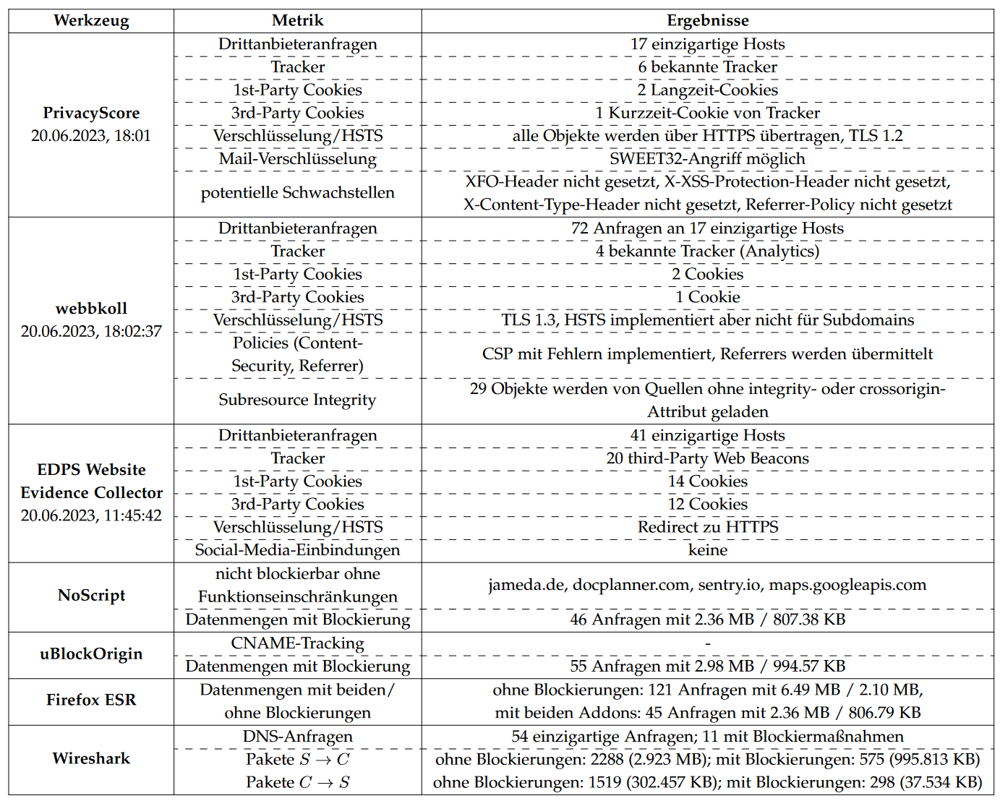 Werkzeug Metrik Ergebnisse
PrivacyScore
20.06.2023, 18:01
Drittanbieteranfragen 17 einzigartige Hosts
Tracker 6 bekannte Tracker
1st-Party Cookies 2 Langzeit-Cookies
3rd-Party Cookies 1 Kurzzeit-Cookie von Tracker
Verschlüsselung/HSTS alle Objekte werden über HTTPS übertragen, TLS 1.2
Mail-Verschlüsselung SWEET32-Angriff möglich
potentielle Schwachstellen
XFO-Header nicht gesetzt, X-XSS-Protection-Header nicht gesetzt,
X-Content-Type-Header nicht gesetzt, Referrer-Policy nicht gesetzt
webbkoll
20.06.2023, 18:02:37
Drittanbieteranfragen 72 Anfragen an 17 einzigartige Hosts
Tracker 4 bekannte Tracker (Analytics)
1st-Party Cookies 2 Cookies
3rd-Party Cookies 1 Cookie
Verschlüsselung/HSTS TLS 1.3, HSTS implementiert aber nicht für Subdomains
Policies (Content-
Security, Referrer)
CSP mit Fehlern implementiert, Referrers werden übermittelt
Subresource Integrity
29 Objekte werden von Quellen ohne integrity- oder crossorigin-
Attribut geladen
EDPS Website
Evidence Collector
20.06.2023, 11:45:42
Drittanbieteranfragen 41 einzigartige Hosts
Tracker 20 third-Party Web Beacons
1st-Party Cookies 14 Cookies
3rd-Party Cookies 12 Cookies
Verschlüsselung/HSTS Redirect zu HTTPS
Social-Media-Einbindungen keine
NoScript
nicht blockierbar ohne
Funktionseinschränkungen
jameda.de, docplanner.com, sentry.io, maps.googleapis.com
Datenmengen mit Blockierung 46 Anfragen mit 2.36 MB / 807.38 KB
uBlockOrigin
CNAME-Tracking -
Datenmengen mit Blockierung 55 Anfragen mit 2.98 MB / 994.57 KB
Firefox ESR
Datenmengen mit beiden/
ohne Blockierungen
ohne Blockierungen: 121 Anfragen mit 6.49 MB / 2.10 MB,
mit beiden Addons: 45 Anfragen mit 2.36 MB / 806.79 KB
Wireshark
DNS-Anfragen 54 einzigartige Anfragen; 11 mit Blockiermaßnahmen
Pakete S → C ohne Blockierungen: 2288 (2.923 MB); mit Blockierungen: 575 (995.813 KB)
Pakete C → S ohne Blockierungen: 1519 (302.457 KB); mit Blockierungen: 298 (37.534 KB)